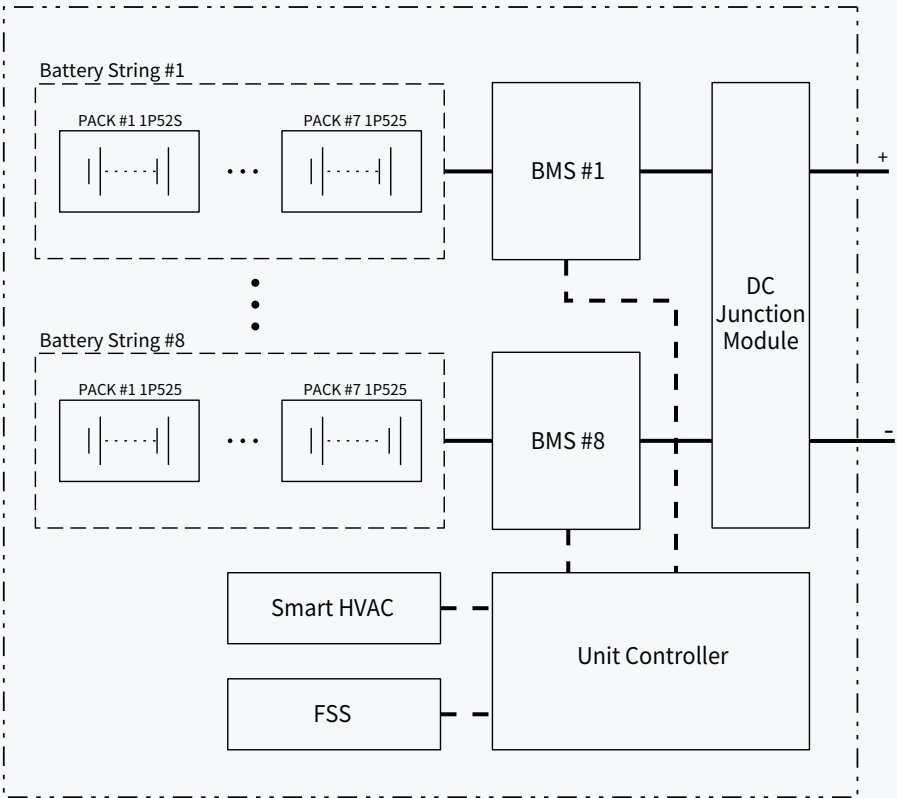 Battery String #1
PACK #1 1P52S
PACK #7 1P525
BMS #1
+
DC
Junction
Module
Battery String #8
PACK #1 1P525
PACK #7 1P525
BMS #8
-
Smart HVAC
Unit Controller
FSS